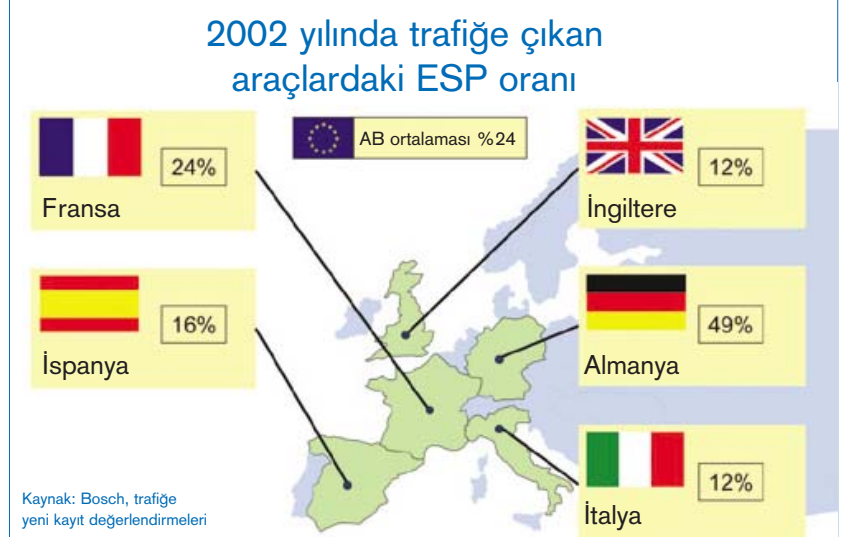 2002 yılında trafiğe çıkan
araçlardaki ESP oranı
AB ortalaması %24
24%
Fransa
12%
İngiltere
16%
İspanya
49%
Almanya
12%
İtalya
Kaynak: Bosch, trafiğe
yeni kayıt değerlendirmeleri